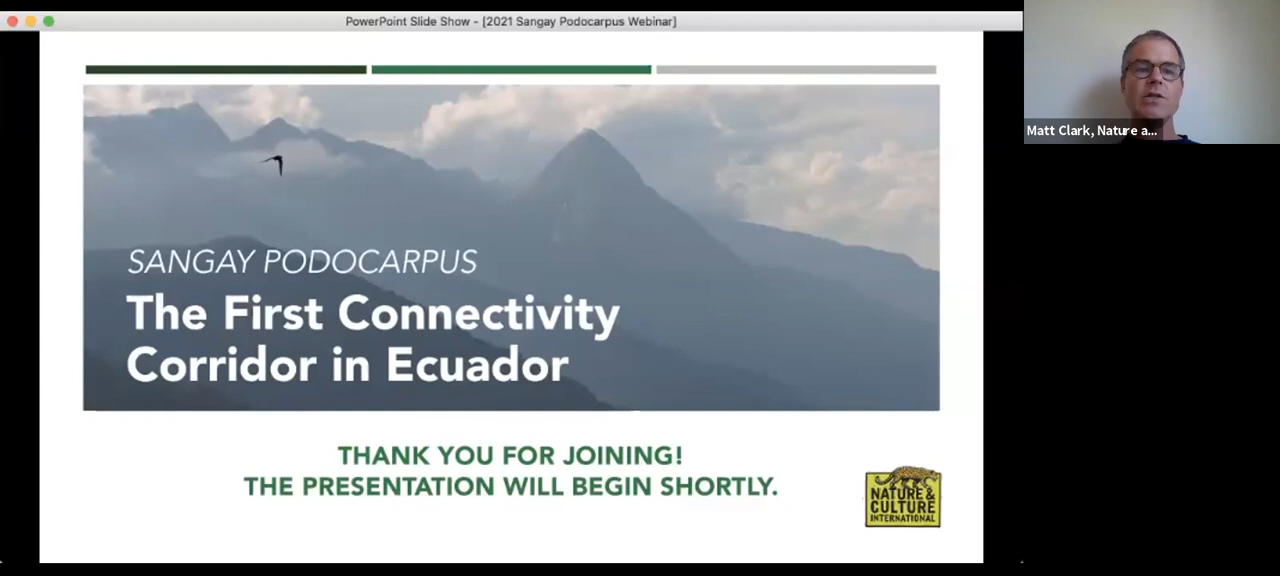 PowerPoint Slide Show - [2021 Sangay Podocarpus Webinar]
Matt Clark, Nature a...
SANGAY PODOCARPUS
The First Connectivity
Corridor in Ecuador
THANK YOU FOR JOINING!
THE PRESENTATION WILL BEGIN SHORTLY.
NATURE &
CULTURE
INTERNATIONAL